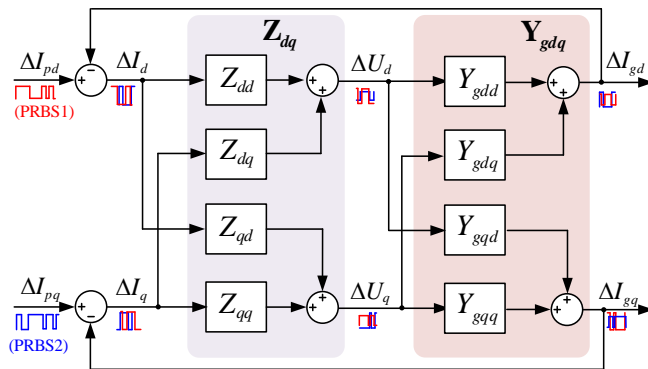 Z_dq
Y_gdq
ΔI_pd
−
ΔI_d
Z_dd
+
+
ΔU_d
Y_gdd
+
+
ΔI_gd
(PRBS1)
Z_dq
Y_gdq
Z_qd
Y_gqd
ΔI_pq
−
ΔI_q
Z_qq
+
+
ΔU_q
Y_gqq
+
+
ΔI_gq
(PRBS2)